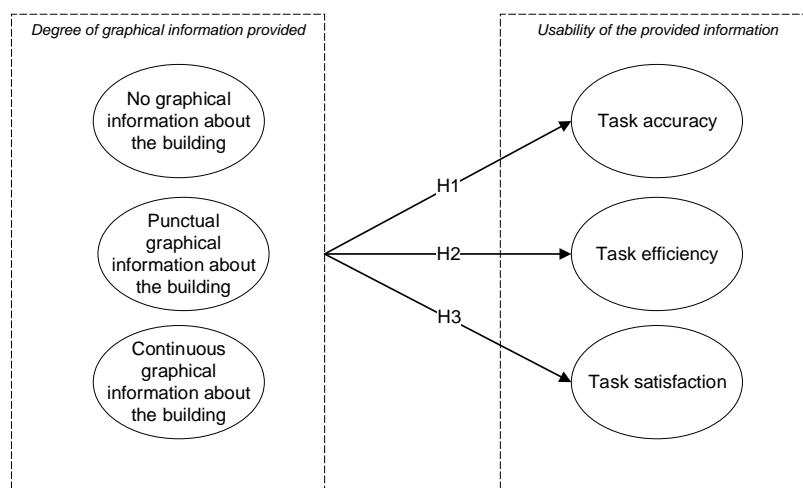 Degree of graphical information provided
No graphical
information about
the building
Punctual
graphical
information about
the building
Continuous
graphical
information about
the building
H1
H2
H3
Usability of the provided information
Task accuracy
Task efficiency
Task satisfaction